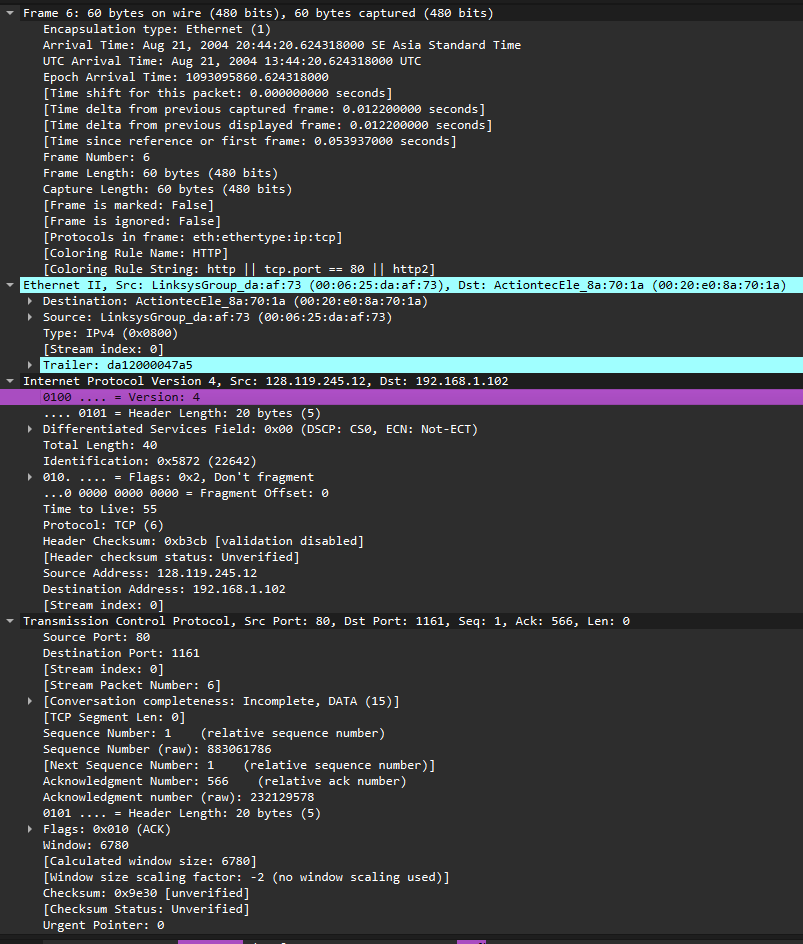 Frame 6: 60 bytes on wire (480 bits), 60 bytes captured (480 bits)
Encapsulation type: Ethernet (1)
Arrival Time: Aug 21, 2004 20:44:20.624318000 SE Asia Standard Time
UTC Arrival Time: Aug 21, 2004 13:44:20.624318000 UTC
Epoch Arrival Time: 1093095860.624318000
[Time shift for this packet: 0.000000000 seconds]
[Time delta from previous captured frame: 0.012200000 seconds]
[Time delta from previous displayed frame: 0.012200000 seconds]
[Time since reference or first frame: 0.053937000 seconds]
Frame Number: 6
Frame Length: 60 bytes (480 bits)
Capture Length: 60 bytes (480 bits)
[Frame is marked: False]
[Frame is ignored: False]
[Protocols in frame: eth:ethertype:ip:tcp]
[Coloring Rule Name: HTTP]
[Coloring Rule String: http || tcp.port == 80 || http2]
Ethernet II, Src: LinksysGroup_da:af:73 (00:06:25:da:af:73), Dst: ActiontecEle_8a:70:1a (00:20:e0:8a:70:1a)
Destination: ActiontecEle_8a:70:1a (00:20:e0:8a:70:1a)
Source: LinksysGroup_da:af:73 (00:06:25:da:af:73)
Type: IPv4 (0x0800)
[Stream index: 0]
Trailer: da12000047a5
Internet Protocol Version 4, Src: 128.119.245.12, Dst: 192.168.1.102
0100 .... = Version: 4
.... 0101 = Header Length: 20 bytes (5)
Differentiated Services Field: 0x00 (DSCP: CS0, ECN: Not-ECT)
Total Length: 40
Identification: 0x5872 (22642)
010. .... = Flags: 0x2, Don't fragment
...0 0000 0000 0000 = Fragment Offset: 0
Time to Live: 55
Protocol: TCP (6)
Header Checksum: 0xb3cb [validation disabled]
[Header checksum status: Unverified]
Source Address: 128.119.245.12
Destination Address: 192.168.1.102
[Stream index: 0]
Transmission Control Protocol, Src Port: 80, Dst Port: 1161, Seq: 1, Ack: 566, Len: 0
Source Port: 80
Destination Port: 1161
[Stream index: 0]
[Stream Packet Number: 6]
[Conversation completeness: Incomplete, DATA (15)]
[TCP Segment Len: 0]
Sequence Number: 1    (relative sequence number)
Sequence Number (raw): 883061786
[Next Sequence Number: 1    (relative sequence number)]
Acknowledgment Number: 566    (relative ack number)
Acknowledgment number (raw): 232129578
0101 .... = Header Length: 20 bytes (5)
Flags: 0x010 (ACK)
Window: 6780
[Calculated window size: 6780]
[Window size scaling factor: -2 (no window scaling used)]
Checksum: 0x9e30 [unverified]
[Checksum Status: Unverified]
Urgent Pointer: 0